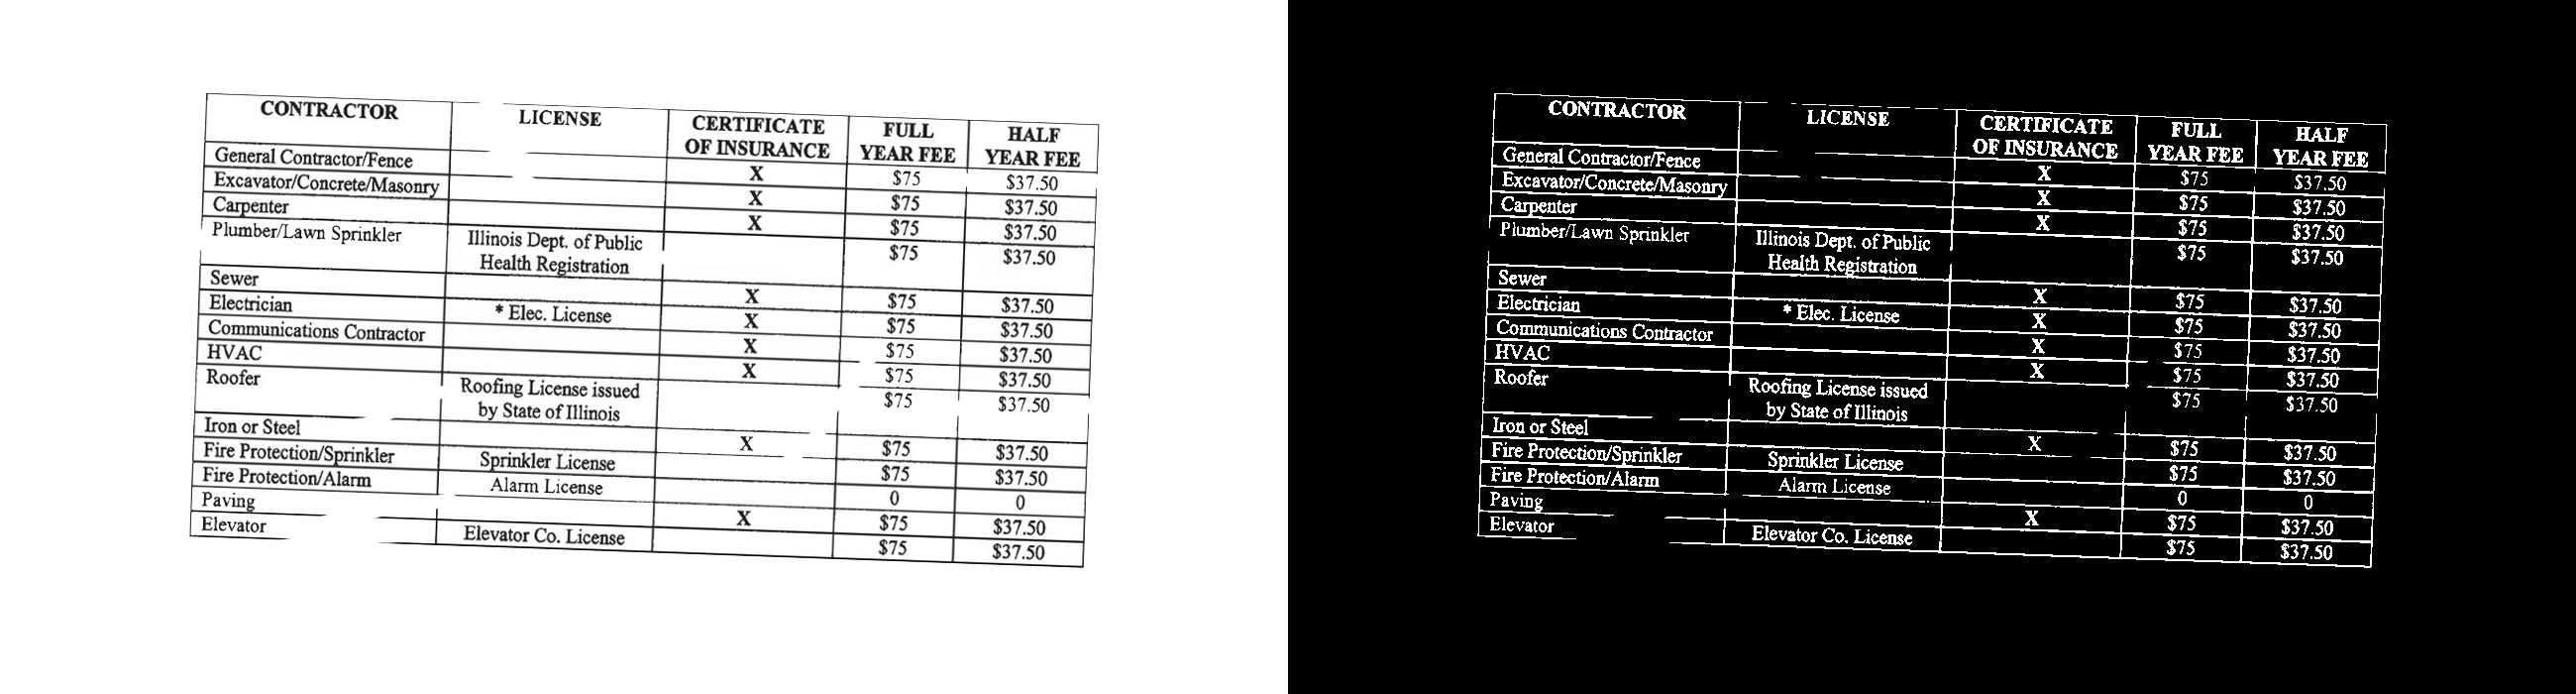 CONTRACTOR LICENSE CERTIFICATE OF INSURANCE FULL YEAR FEE HALF YEAR FEE
General Contractor/Fence X $75 $37.50
Excavator/Concrete/Masonry X $75 $37.50
Carpenter X $75 $37.50
Plumber/Lawn Sprinkler Illinois Dept. of Public $75 $37.50
Health Registration
Sewer X $75 $37.50
Electrician * Elec. License X $75 $37.50
Communications Contractor X $75 $37.50
HVAC X $75 $37.50
Roofer Roofing License issued $75 $37.50
by State of Illinois
Iron or Steel X $75 $37.50
Fire Protection/Sprinkler Sprinkler License $75 $37.50
Fire Protection/Alarm Alarm License 0 0
Paving X $75 $37.50
Elevator Elevator Co. License $75 $37.50
CONTRACTOR LICENSE CERTIFICATE OF INSURANCE FULL YEAR FEE HALF YEAR FEE
General Contractor/Fence X $75 $37.50
Excavator/Concrete/Masonry X $75 $37.50
Carpenter X $75 $37.50
Plumber/Lawn Sprinkler Illinois Dept. of Public $75 $37.50
Health Registration
Sewer X $75 $37.50
Electrician * Elec. License X $75 $37.50
Communications Contractor X $75 $37.50
HVAC X $75 $37.50
Roofer Roofing License issued $75 $37.50
by State of Illinois
Iron or Steel X $75 $37.50
Fire Protection/Sprinkler Sprinkler License $75 $37.50
Fire Protection/Alarm Alarm License 0 0
Paving X $75 $37.50
Elevator Elevator Co. License $75 $37.50